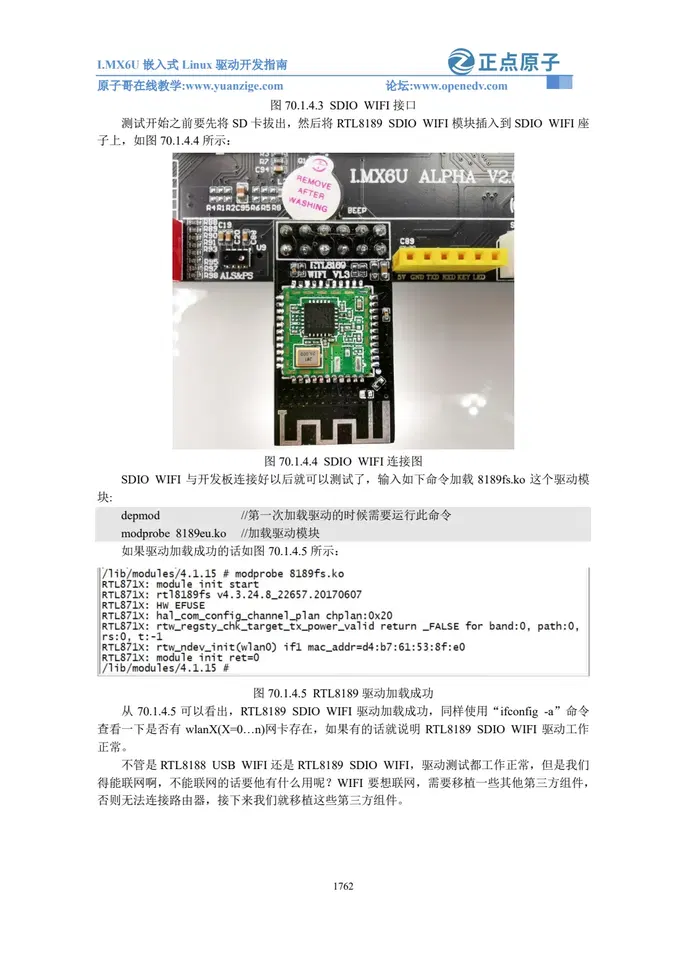 I.MX6U 嵌入式 Linux 驱动开发指南
正点原子
原子哥在线教学:www.yuanzige.com 论坛:www.openedv.com
图 70.1.4.3 SDIO WIFI 接口
测试开始之前要先将 SD 卡拔出，然后将 RTL8189 SDIO WIFI 模块插入到 SDIO WIFI 座
子上，如图 70.1.4.4 所示：
REMOVE
AFTER
WASHING
I.MX6U ALPHA V2.
BEEP
R4R1R2C95R6R5R8
C19
U9
ALS&PS
RTL8189
WIFI V1.3
C89
5V GND TXD RXD KEY LED
图 70.1.4.4 SDIO WIFI 连接图
SDIO WIFI 与开发板连接好以后就可以测试了，输入如下命令加载 8189fs.ko 这个驱动模
块:
depmod //第一次加载驱动的时候需要运行此命令
modprobe 8189eu.ko //加载驱动模块
如果驱动加载成功的话如图 70.1.4.5 所示：
/lib/modules/4.1.15 # modprobe 8189fs.ko
RTL871X: module init start
RTL871X: rtl8189fs v4.3.24.8_22657.20170607
RTL871X: HW EFUSE
RTL871X: hal_com_config_channel_plan chplan:0x20
RTL871X: rtw_regsty_chk_target_tx_power_valid return _FALSE for band:0, path:0,
rs:0, t:-1
RTL871X: rtw_ndev_init(wlan0) if1 mac_addr=d4:b7:61:53:8f:e0
RTL871X: module init ret=0
/lib/modules/4.1.15 #
图 70.1.4.5 RTL8189 驱动加载成功
从 70.1.4.5 可以看出，RTL8189 SDIO WIFI 驱动加载成功，同样使用“ifconfig -a”命令
查看一下是否有 wlanX(X=0…n)网卡存在，如果有的话就说明 RTL8189 SDIO WIFI 驱动工作
正常。
不管是 RTL8188 USB WIFI 还是 RTL8189 SDIO WIFI，驱动测试都工作正常，但是我们
得能联网啊，不能联网的话要他有什么用呢？WIFI 要想联网，需要移植一些其他第三方组件，
否则无法连接路由器，接下来我们就移植这些第三方组件。
1762